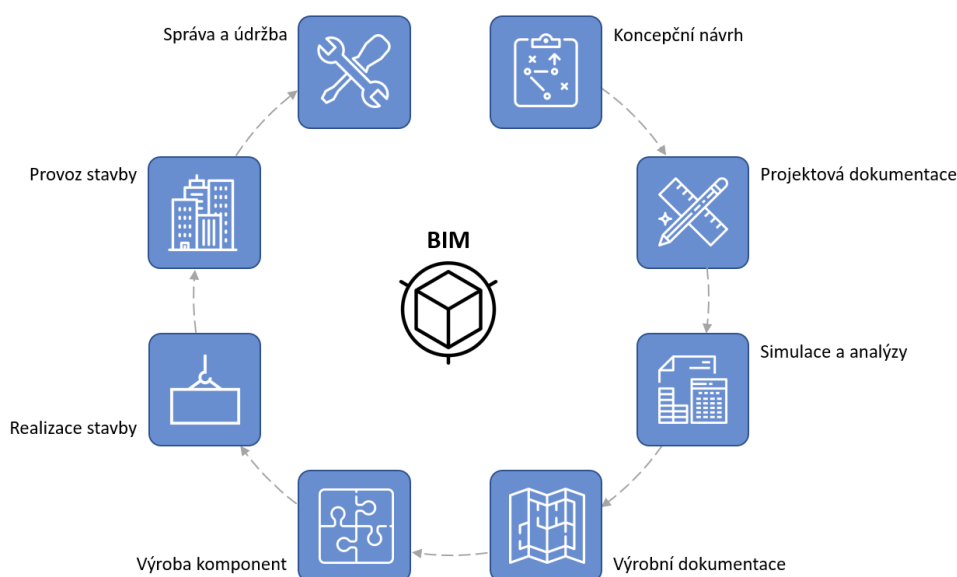 Správa a údržba
Koncepční návrh
Provoz stavby
Projektová dokumentace
BIM
Simulace a analýzy
Realizace stavby
Výroba komponent
Výrobní dokumentace